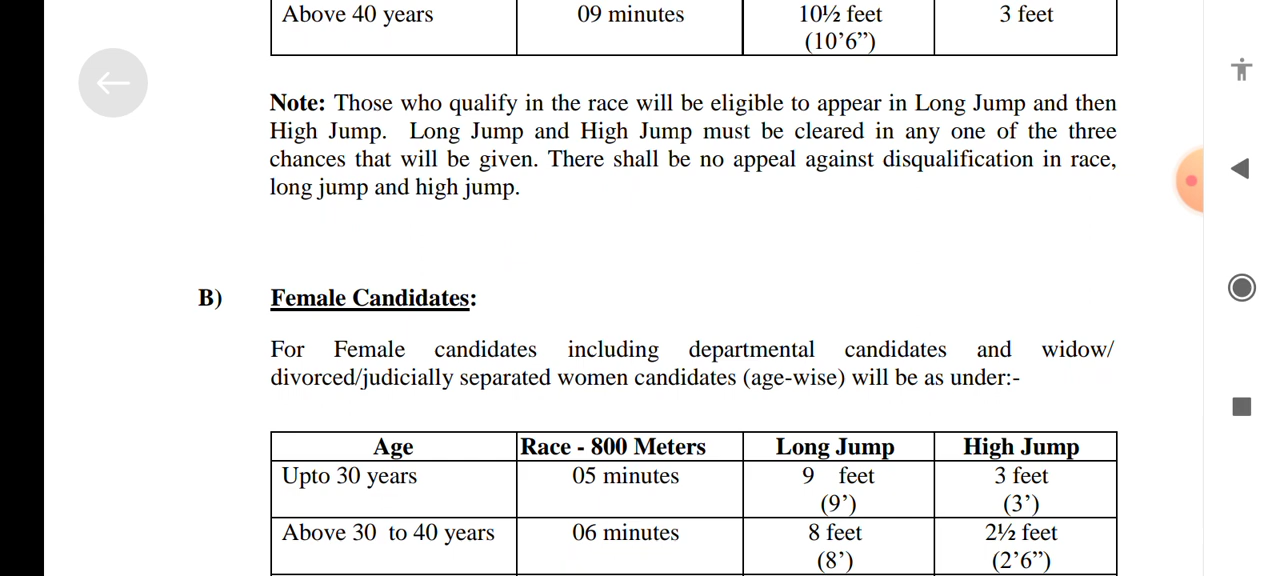 Above 40 years 09 minutes 10½ feet 3 feet
(10’6”)
Note: Those who qualify in the race will be eligible to appear in Long Jump and then
High Jump. Long Jump and High Jump must be cleared in any one of the three
chances that will be given. There shall be no appeal against disqualification in race,
long jump and high jump.
B) Female Candidates:
For Female candidates including departmental candidates and widow/
divorced/judicially separated women candidates (age-wise) will be as under:-
Age Race - 800 Meters Long Jump High Jump
Upto 30 years 05 minutes 9 feet 3 feet
(9’) (3’)
Above 30 to 40 years 06 minutes 8 feet 2½ feet
(8’) (2’6”)